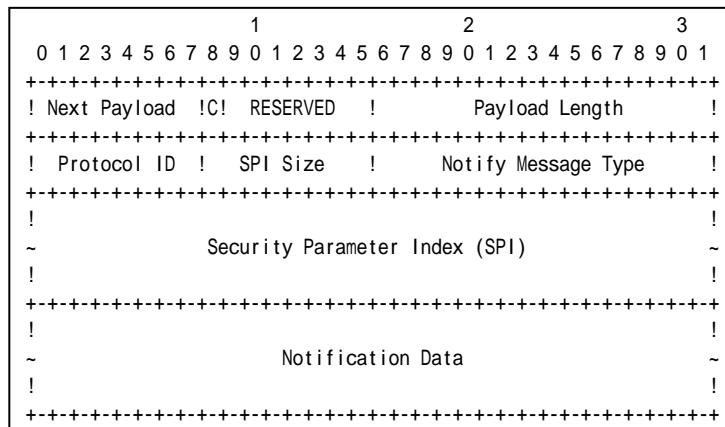 1                   2                   3
 0 1 2 3 4 5 6 7 8 9 0 1 2 3 4 5 6 7 8 9 0 1 2 3 4 5 6 7 8 9 0 1
+-+-+-+-+-+-+-+-+-+-+-+-+-+-+-+-+-+-+-+-+-+-+-+-+-+-+-+-+-+-+-+-+
! Next Payload  !C!  RESERVED   !         Payload Length        !
+-+-+-+-+-+-+-+-+-+-+-+-+-+-+-+-+-+-+-+-+-+-+-+-+-+-+-+-+-+-+-+-+
!  Protocol ID  !   SPI Size    !      Notify Message Type      !
+-+-+-+-+-+-+-+-+-+-+-+-+-+-+-+-+-+-+-+-+-+-+-+-+-+-+-+-+-+-+-+-+
!                                                               !
~                Security Parameter Index (SPI)                 ~
!                                                               !
+-+-+-+-+-+-+-+-+-+-+-+-+-+-+-+-+-+-+-+-+-+-+-+-+-+-+-+-+-+-+-+-+
!                                                               !
~                       Notification Data                       ~
!                                                               !
+-+-+-+-+-+-+-+-+-+-+-+-+-+-+-+-+-+-+-+-+-+-+-+-+-+-+-+-+-+-+-+-+